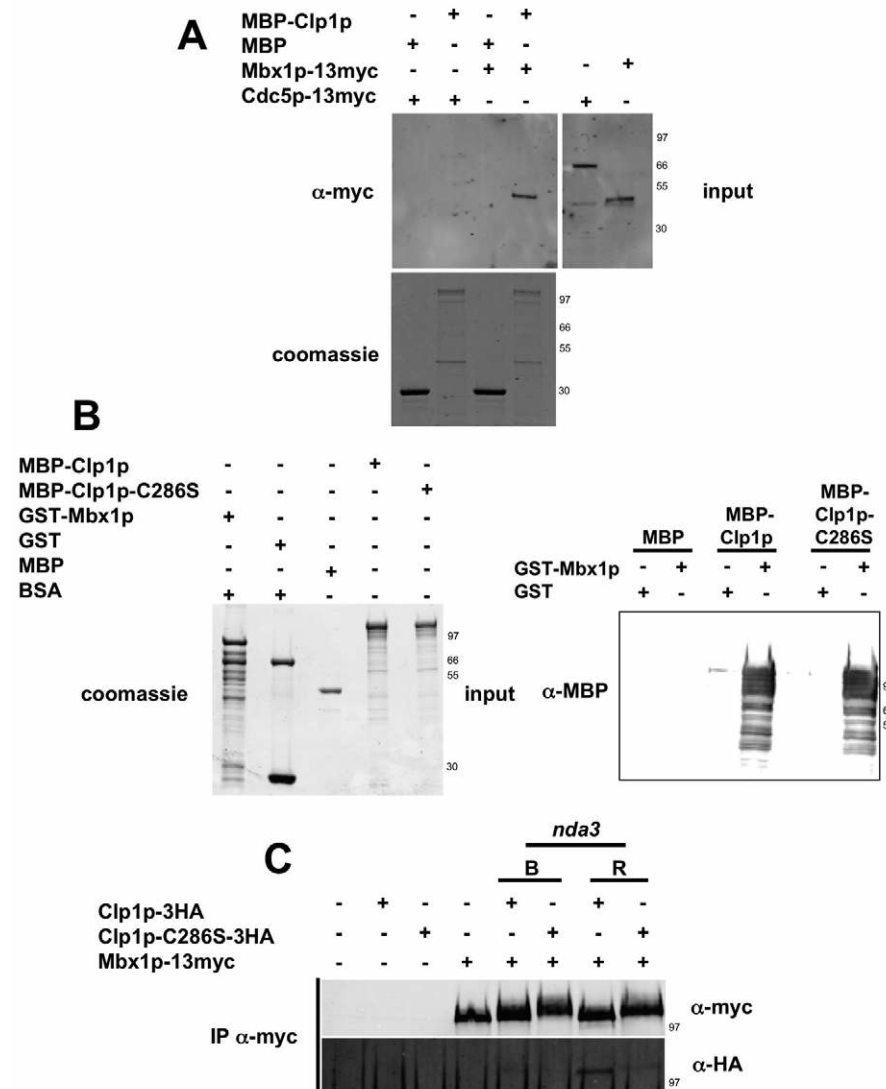 A
MBP-Clp1p - + - +
MBP + - + -
Mbx1p-13myc - - + + - +
Cdc5p-13myc + + - - + -
α-myc
97
66
55
30
input
coomassie
97
66
55
30
B
MBP-Clp1p - - - + -
MBP-Clp1p-C286S - - - - +
GST-Mbx1p + - - - -
GST - + - - -
MBP - - + - -
BSA + + - - -
coomassie
97
66
55
30
input
MBP
MBP-
Clp1p
MBP-
Clp1p-
C286S
GST-Mbx1p - + - + - +
GST + - + - + -
α-MBP
9
6
5
C
nda3
B R
Clp1p-3HA - + - - + - + -
Clp1p-C286S-3HA - - + - - + - +
Mbx1p-13myc - - - + + + + +
IP α-myc
97
α-myc
97
α-HA